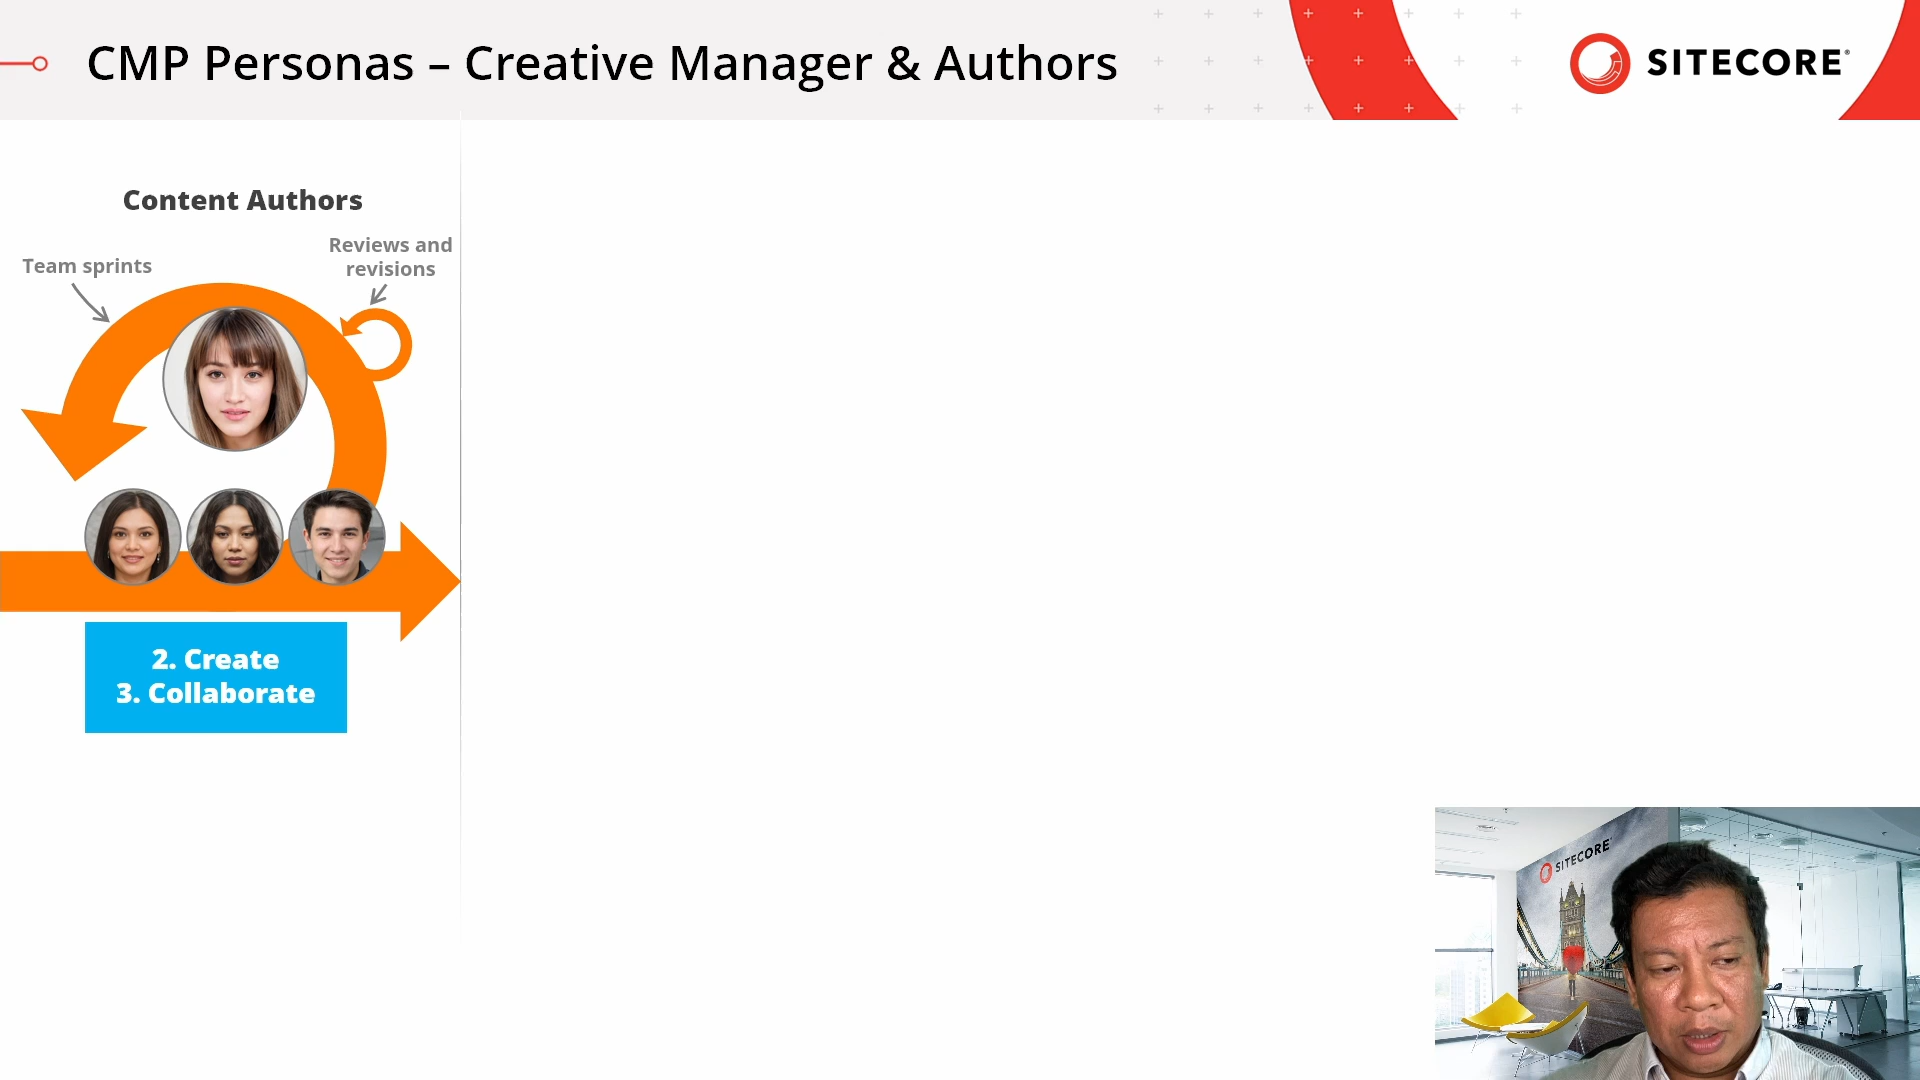 CMP Personas – Creative Manager & Authors
SITECORE
Content Authors
Team sprints
Reviews and
revisions
2. Create
3. Collaborate
SITECORE